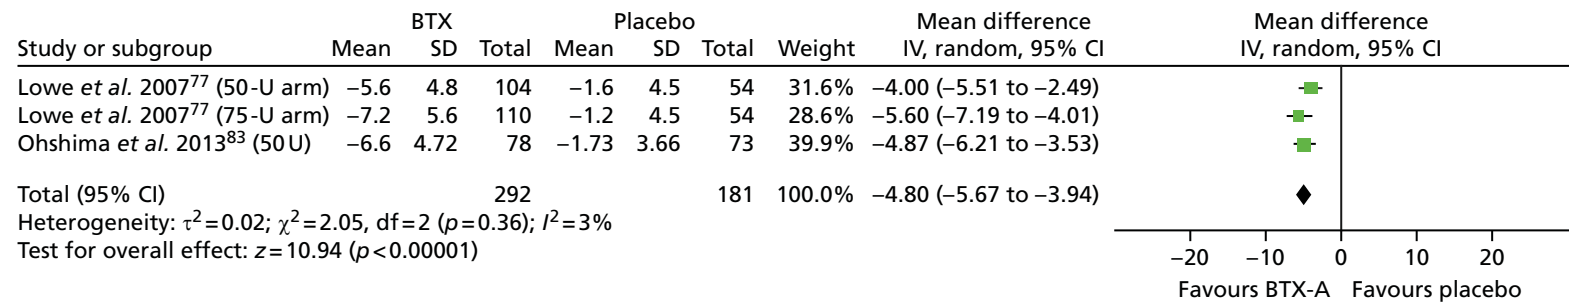 BTX Placebo Mean difference Mean difference
Study or subgroup Mean SD Total Mean SD Total Weight IV, random, 95% CI IV, random, 95% CI
Lowe et al. 2007⁷⁷ (50-U arm) −5.6 4.8 104 −1.6 4.5 54 31.6% −4.00 (−5.51 to −2.49)
Lowe et al. 2007⁷⁷ (75-U arm) −7.2 5.6 110 −1.2 4.5 54 28.6% −5.60 (−7.19 to −4.01)
Ohshima et al. 2013⁸³ (50 U) −6.6 4.72 78 −1.73 3.66 73 39.9% −4.87 (−6.21 to −3.53)
Total (95% CI) 292 181 100.0% −4.80 (−5.67 to −3.94)
Heterogeneity: τ²=0.02; χ²=2.05, df=2 (p=0.36); I²=3%
Test for overall effect: z=10.94 (p<0.00001)
−20 −10 0 10 20
Favours BTX-A Favours placebo